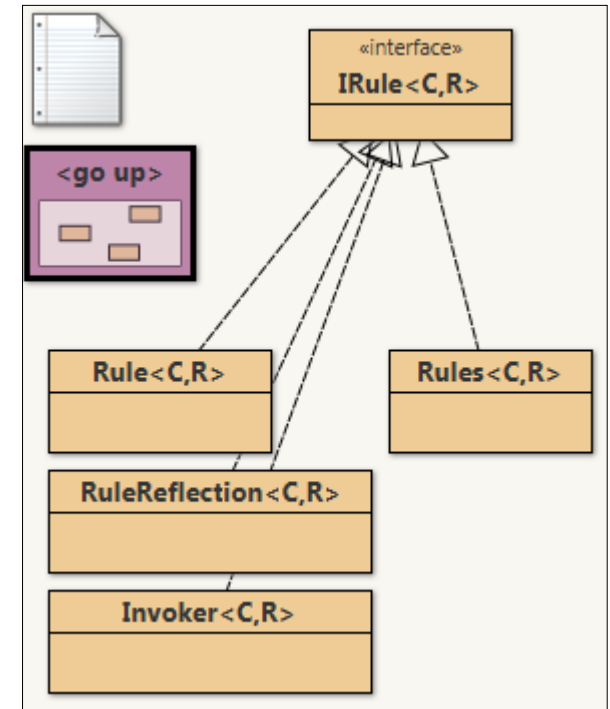 «interface»
IRule<C,R>
<go up>
Rule<C,R>
Rules<C,R>
RuleReflection<C,R>
Invoker<C,R>